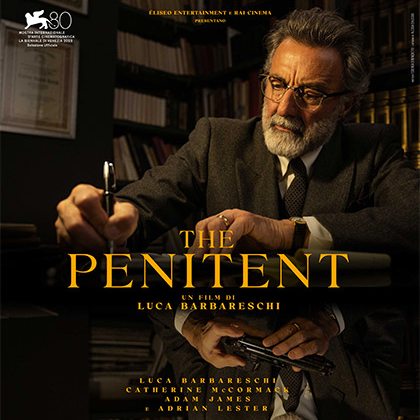 ÉLISEO ENTERTAINMENT E RAI CINEMA
PRESENTANO
80
MOSTRA INTERNAZIONALE
D'ARTE CINEMATOGRAFICA
LA BIENNALE DI VENEZIA 2023
Selezione ufficiale
THE
PENITENT
UN FILM DI
LUCA BARBARESCHI
LUCA BARBARESCHI
CATHERINE McCORMACK
ADAM JAMES
E ADRIAN LESTER